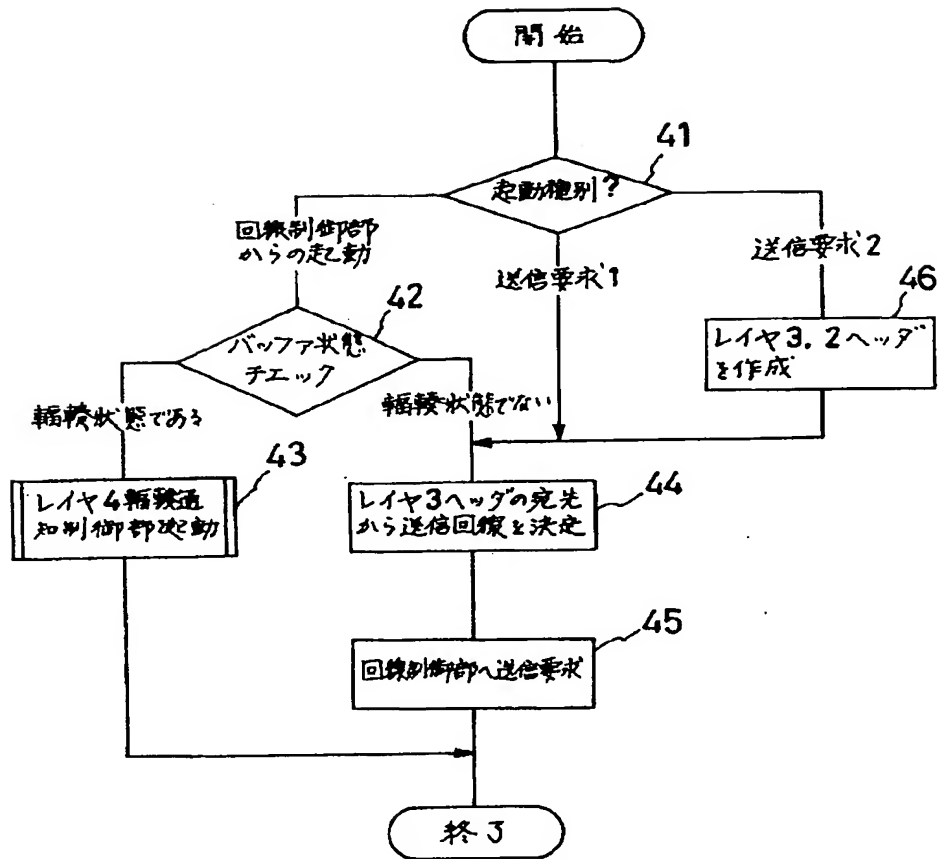 開始
41
起動種別?
回線制御部
からの起動
送信要求1
送信要求2
46
42
バッファ状態
チェック
レイヤ3.2ヘッダ
を作成
輻輳状態である
輻輳状態でない
43
レイヤ4輻輳通
知制御部起動
44
レイヤ3ヘッダの宛先
から送信回線を決定
45
回線制御部へ送信要求
終了